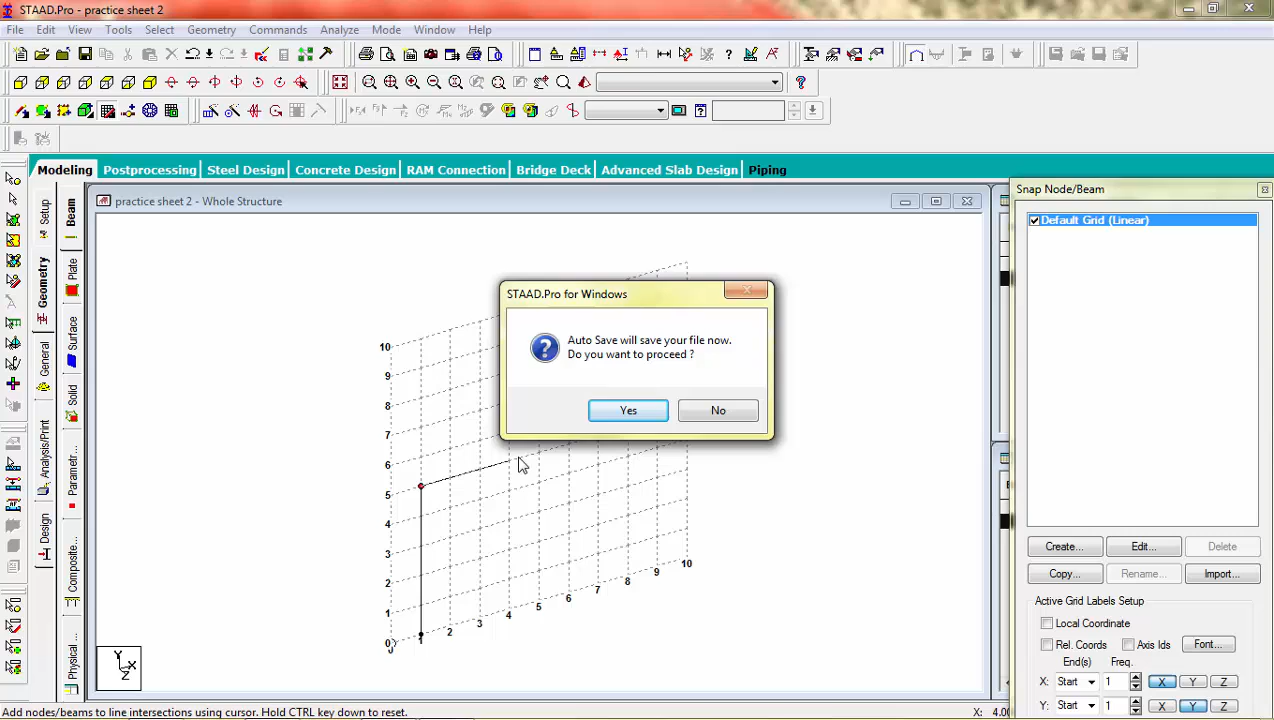 STAAD.Pro - practice sheet 2
File Edit View Tools Select Geometry Commands Analyze Mode Window Help
Modeling Postprocessing Steel Design Concrete Design RAM Connection Bridge Deck Advanced Slab Design Piping
practice sheet 2 - Whole Structure
Snap Node/Beam
Default Grid (Linear)
Setup
Geometry
General
Analysis/Print
Design
Beam
Plate
Surface
Solid
Parametr...
Composite...
Physical ...
STAAD.Pro for Windows
Auto Save will save your file now.
Do you want to proceed ?
Yes No
10
9
8
7
6
5
4
3
2
1
0
0 1 2 3 4 5 6 7 8 9 10
Y
X
Z
Create... Edit... Delete
Copy... Rename... Import...
Active Grid Labels Setup
Local Coordinate
Rel. Coords Axis Ids Font...
End(s) Freq.
X: Start 1 X Y Z
Y: Start 1 X Y Z
Add nodes/beams to line intersections using cursor. Hold CTRL key down to reset. X: 4.00